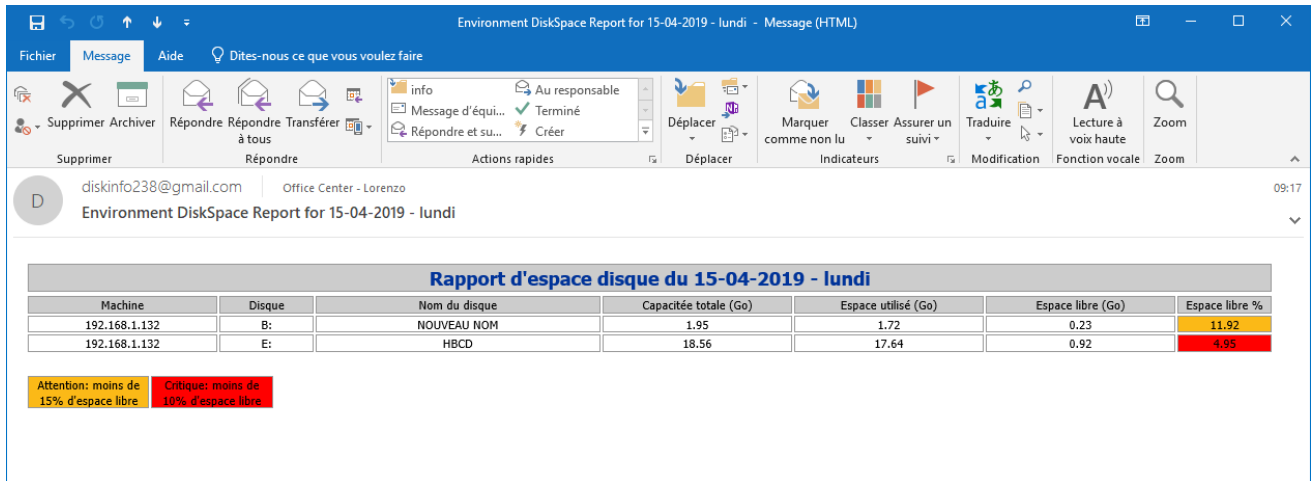 Environment DiskSpace Report for 15-04-2019 - lundi - Message (HTML)
Fichier Message Aide Dites-nous ce que vous voulez faire
Supprimer Archiver
Supprimer
Répondre Répondre à tous Transférer
Répondre
info Au responsable
Message d'équi... Terminé
Répondre et su... Créer
Actions rapides
Déplacer
Déplacer
Marquer comme non lu Classer Assurer un suivi
Indicateurs
Traduire
Modification
Lecture à voix haute
Fonction vocale
Zoom
Zoom
D
diskinfo238@gmail.com Office Center - Lorenzo 09:17
Environment DiskSpace Report for 15-04-2019 - lundi
Rapport d'espace disque du 15-04-2019 - lundi
Machine Disque Nom du disque Capacitée totale (Go) Espace utilisé (Go) Espace libre (Go) Espace libre %
192.168.1.132 B: NOUVEAU NOM 1.95 1.72 0.23 11.92
192.168.1.132 E: HBCD 18.56 17.64 0.92 4.95
Attention: moins de
15% d'espace libre
Critique: moins de
10% d'espace libre